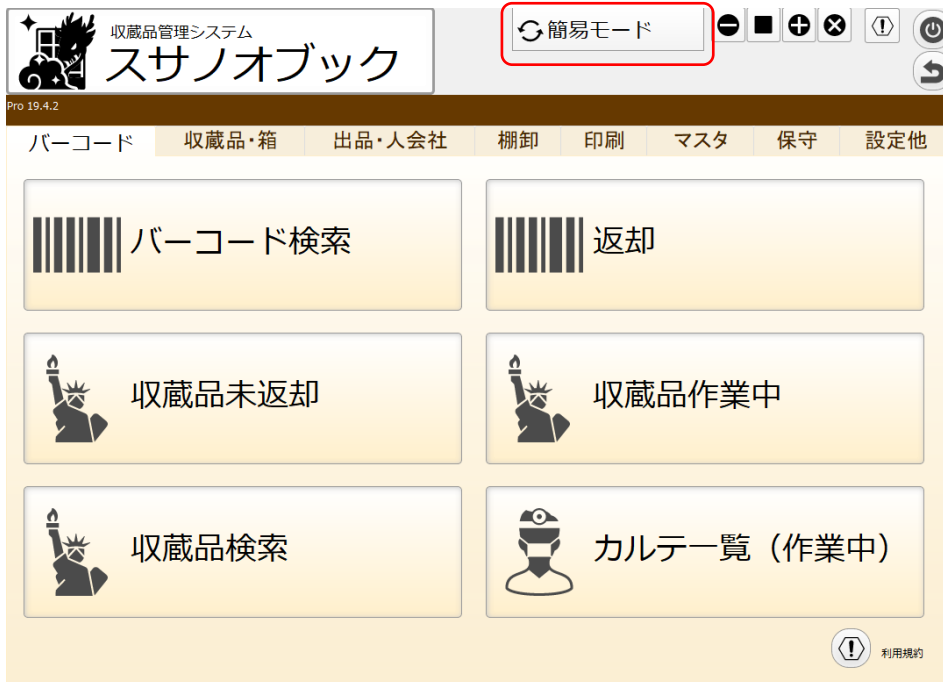 収蔵品管理システム
スサノオブック
簡易モード
Pro 19.4.2
バーコード 収蔵品・箱 出品・人会社 棚卸 印刷 マスタ 保守 設定他
バーコード検索
返却
収蔵品未返却
収蔵品作業中
収蔵品検索
カルテ一覧（作業中）
利用規約